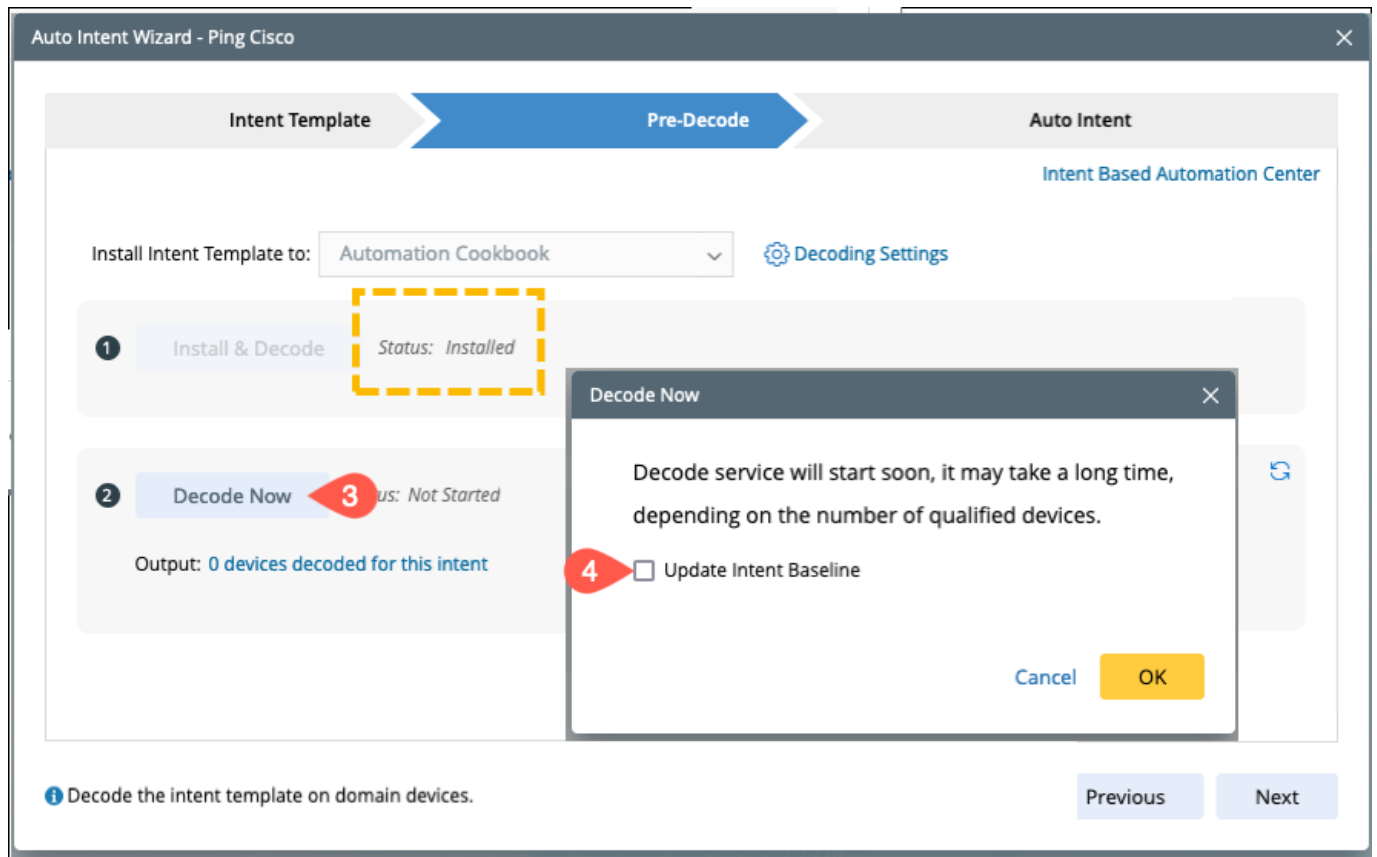 Auto Intent Wizard - Ping Cisco
Intent Template
Pre-Decode
Auto Intent
Intent Based Automation Center
Install Intent Template to:
Automation Cookbook
Decoding Settings
1
Install & Decode
Status: Installed
2
Decode Now
3
us: Not Started
Output: 0 devices decoded for this intent
Decode Now
Decode service will start soon, it may take a long time,
depending on the number of qualified devices.
4
Update Intent Baseline
Cancel
OK
Decode the intent template on domain devices.
Previous
Next